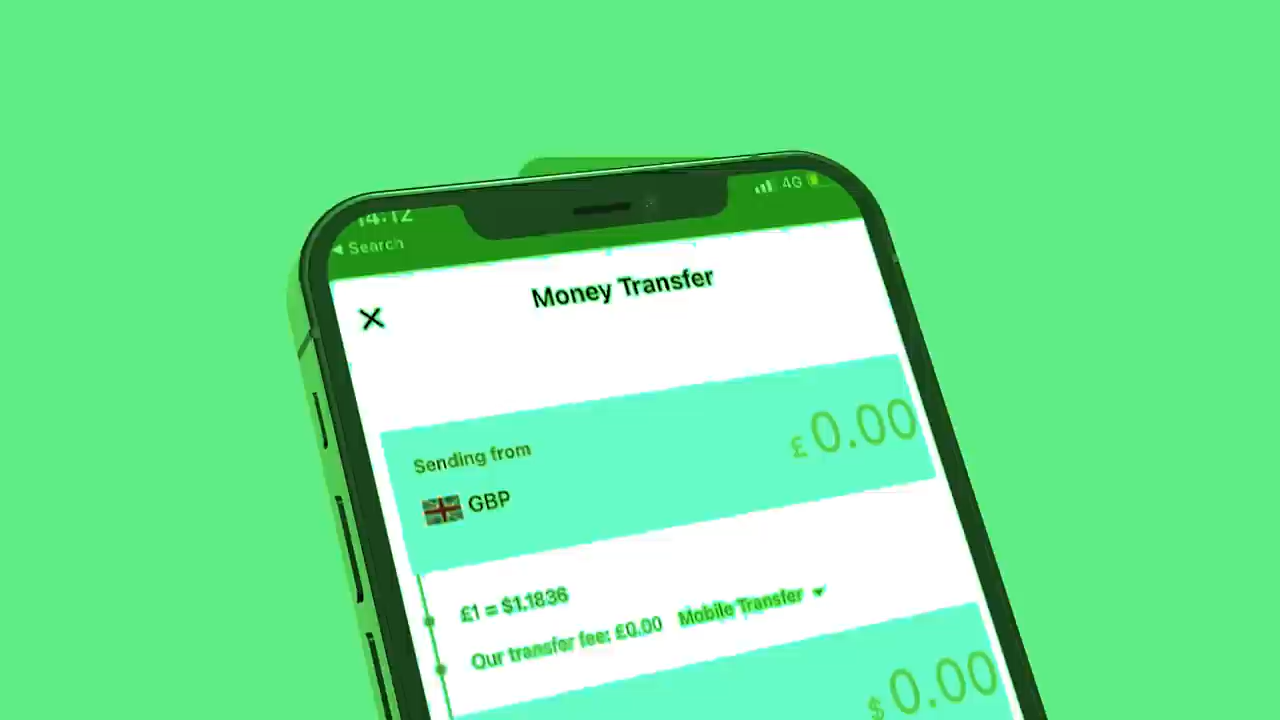 14:12
4G
Search
Money Transfer
Sending from
£0.00
GBP
£1 = $1.1836
Our transfer fee: £0.00 Mobile Transfer
$0.00